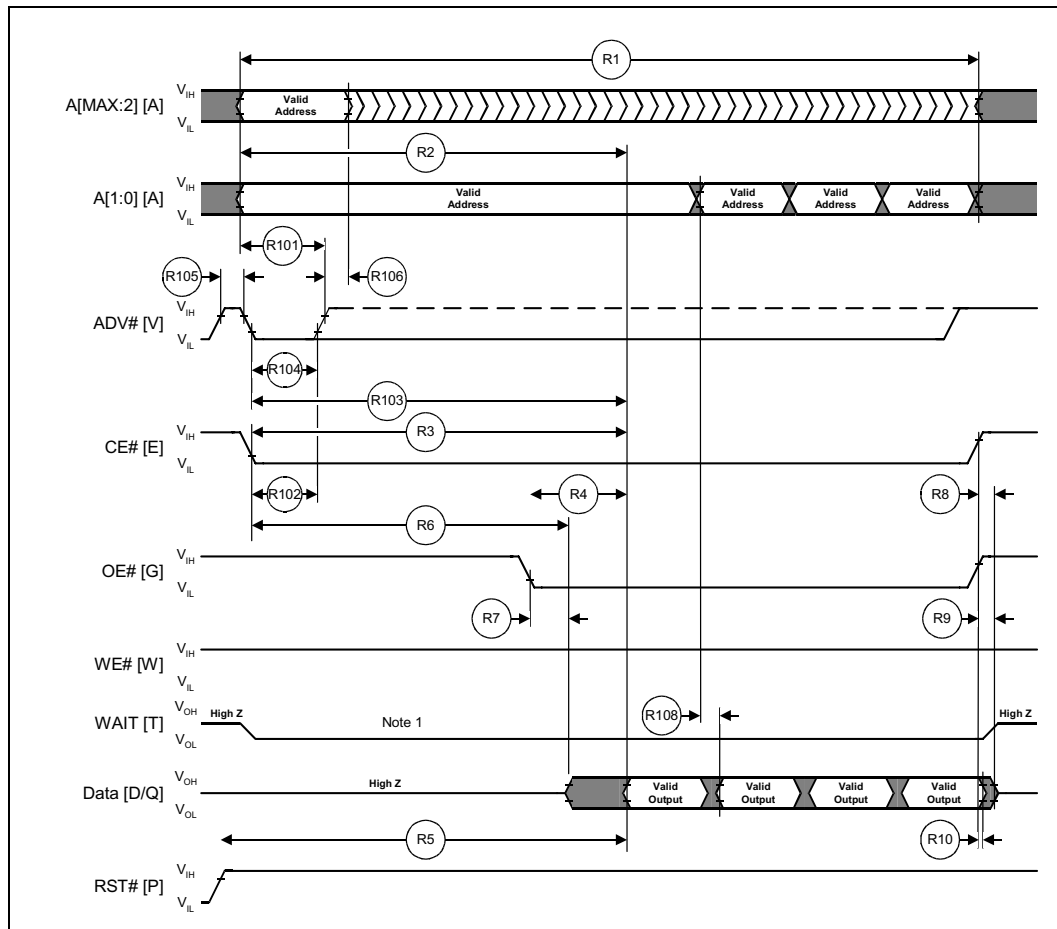 R1
V_IH
A[MAX:2] [A]
Valid
Address
V_IL
R2
V_IH
A[1:0] [A]
Valid
Address
Valid
Address
Valid
Address
Valid
Address
V_IL
R101
R105
R106
V_IH
ADV# [V]
V_IL
R104
R103
V_IH
R3
CE# [E]
V_IL
R102
R4
R8
R6
V_IH
OE# [G]
V_IL
R7
R9
V_IH
WE# [W]
V_IL
V_OH
High Z
WAIT [T]
Note 1
R108
High Z
V_OL
V_OH
High Z
Data [D/Q]
Valid
Output
Valid
Output
Valid
Output
Valid
Output
V_OL
R5
R10
V_IH
RST# [P]
V_IL